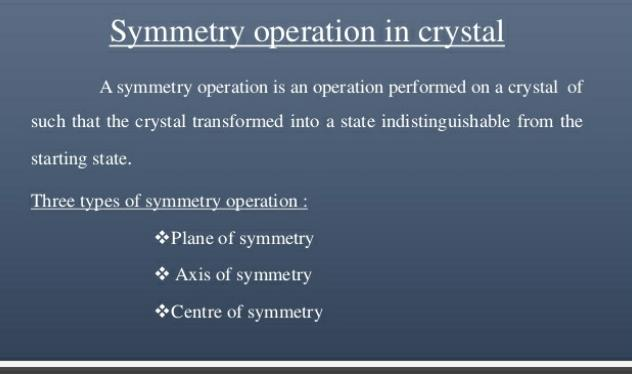 Symmetry operation in crystal
A symmetry operation is an operation performed on a crystal of
such that the crystal transformed into a state indistinguishable from the
starting state.
Three types of symmetry operation :
❖Plane of symmetry
❖ Axis of symmetry
❖Centre of symmetry